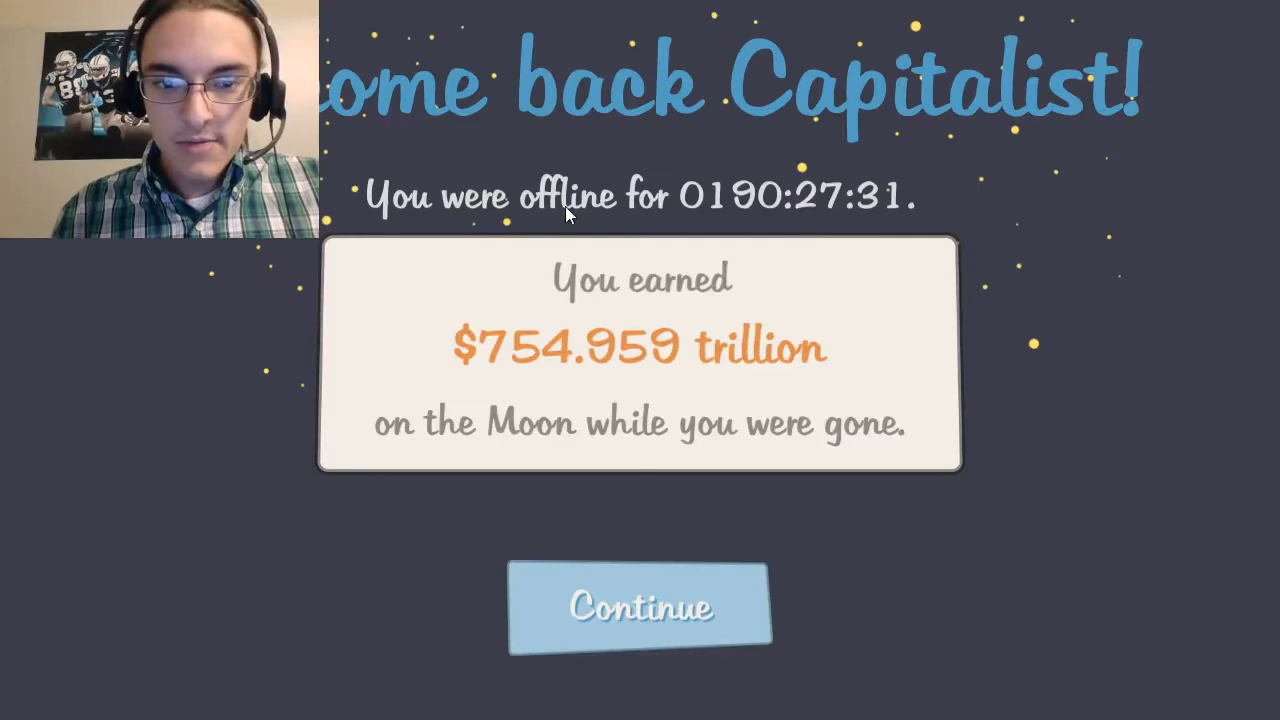 ome back Capitalist!
You were offline for 0190:27:31.
You earned
$754.959 trillion
on the Moon while you were gone.
Continue